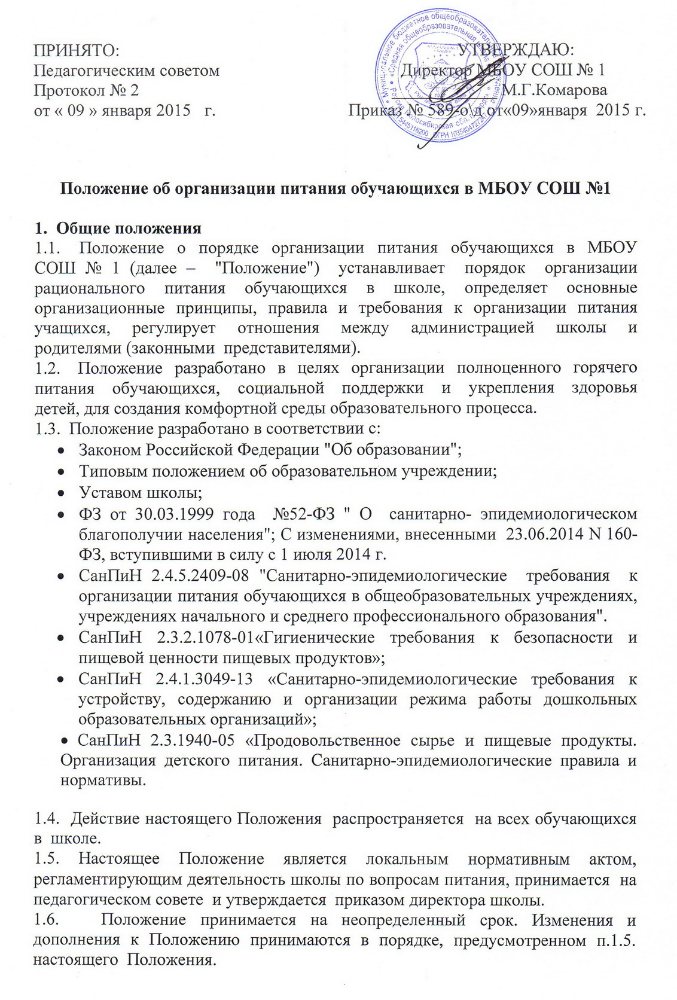 ПРИНЯТО:
УТВЕРЖДАЮ:
Педагогическим советом
Директор МБОУ СОШ № 1
Протокол № 2
М.Г.Комарова
от « 09 » января 2015 г.
Приказ № 589-о\д от«09»января 2015 г.
Положение об организации питания обучающихся в МБОУ СОШ №1
1. Общие положения
1.1. Положение о порядке организации питания обучающихся в МБОУ
СОШ № 1 (далее – "Положение") устанавливает порядок организации
рационального питания обучающихся в школе, определяет основные
организационные принципы, правила и требования к организации питания
учащихся, регулирует отношения между администрацией школы и
родителями (законными представителями).
1.2. Положение разработано в целях организации полноценного горячего
питания обучающихся, социальной поддержки и укрепления здоровья
детей, для создания комфортной среды образовательного процесса.
1.3. Положение разработано в соответствии с:
• Законом Российской Федерации "Об образовании";
• Типовым положением об образовательном учреждении;
• Уставом школы;
• ФЗ от 30.03.1999 года №52-ФЗ " О санитарно- эпидемиологическом
благополучии населения"; С изменениями, внесенными 23.06.2014 N 160-
ФЗ, вступившими в силу с 1 июля 2014 г.
• СанПиН 2.4.5.2409-08 "Санитарно-эпидемиологические требования к
организации питания обучающихся в общеобразовательных учреждениях,
учреждениях начального и среднего профессионального образования".
• СанПиН 2.3.2.1078-01«Гигиенические требования к безопасности и
пищевой ценности пищевых продуктов»;
• СанПиН 2.4.1.3049-13 «Санитарно-эпидемиологические требования к
устройству, содержанию и организации режима работы дошкольных
образовательных организаций»;
• СанПиН 2.3.1940-05 «Продовольственное сырье и пищевые продукты.
Организация детского питания. Санитарно-эпидемиологические правила и
нормативы.
1.4. Действие настоящего Положения распространяется на всех обучающихся
в школе.
1.5. Настоящее Положение является локальным нормативным актом,
регламентирующим деятельность школы по вопросам питания, принимается на
педагогическом совете и утверждается приказом директора школы.
1.6. Положение принимается на неопределенный срок. Изменения и
дополнения к Положению принимаются в порядке, предусмотренном п.1.5.
настоящего Положения.
Муниципальное бюджетное общеобразовательное
«Средняя общеобразовательная школа
Новосибирская обл.
5445116200 ОГРН 1035404727247